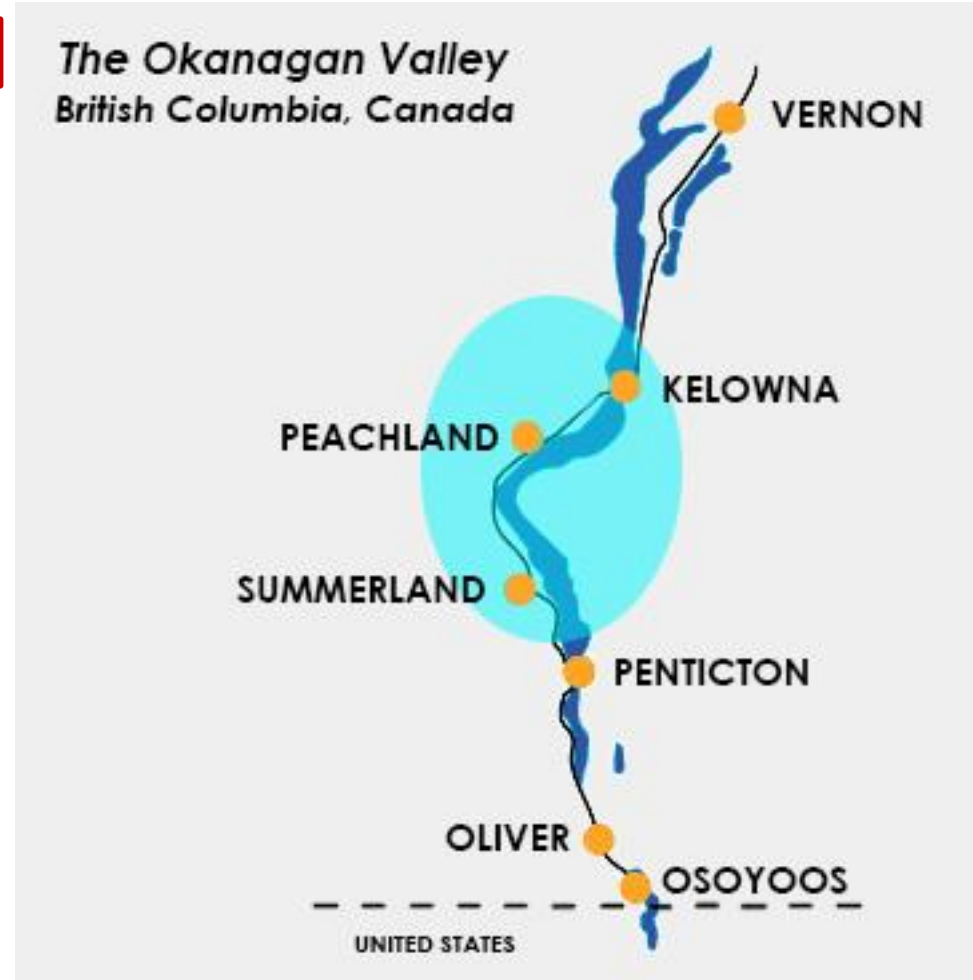 The Okanagan Valley
British Columbia, Canada
VERNON
KELOWNA
PEACHLAND
SUMMERLAND
PENTICTON
OLIVER
OSOYOOS
UNITED STATES